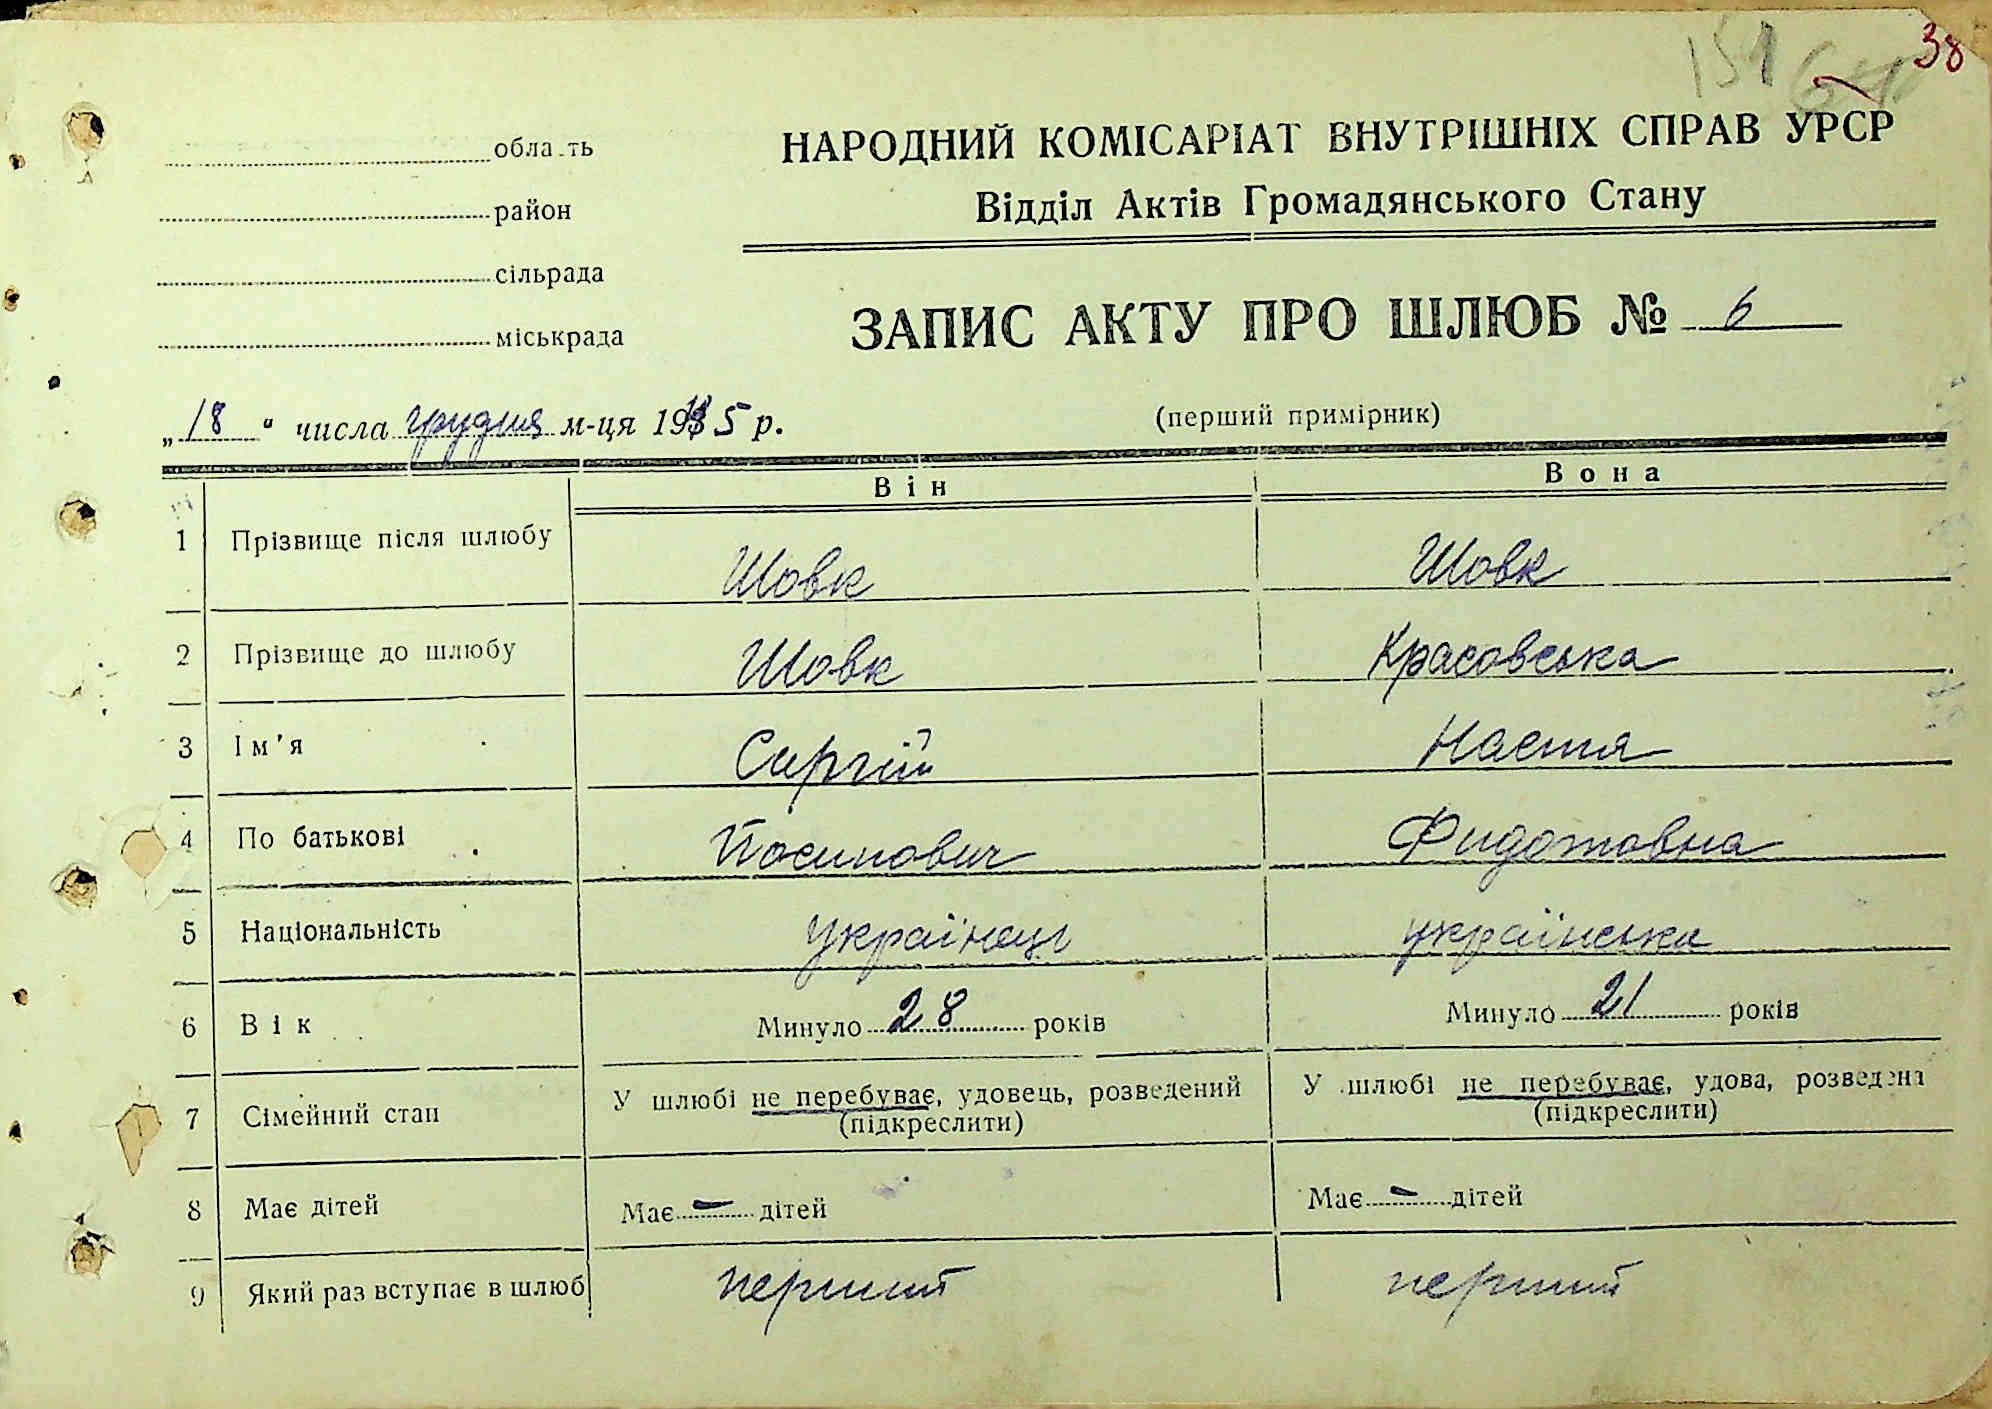 151
38
область
район
сільрада
міськрада
НАРОДНИЙ КОМІСАРІАТ ВНУТРІШНІХ СПРАВ УРСР
Відділ Актів Громадянського Стану
ЗАПИС АКТУ ПРО ШЛЮБ № 6
„18“ числа грудня м-ця 1935 р.
(перший примірник)
Він Вона
1 Прізвище після шлюбу Шовк Шовк
2 Прізвище до шлюбу Шовк Красовська
3 Ім'я Сиргій Настя
4 По батькові Йосипович Фидотовна
5 Національність українець українська
6 Вік Минуло 28 років Минуло 21 років
7 Сімейний стан У шлюбі не перебуває, удовець, розведений У шлюбі не перебуває, удова, розведена
(підкреслити) (підкреслити)
8 Має дітей Має – дітей Має – дітей
9 Який раз вступає в шлюб перший перший